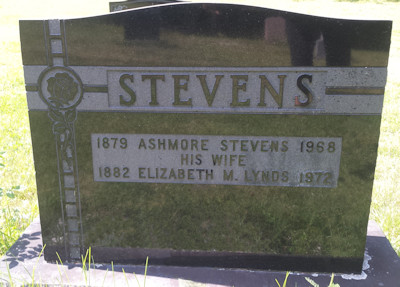 STEVENS
1879 ASHMORE STEVENS 1968
HIS WIFE
1882 ELIZABETH M. LYNDS 1972